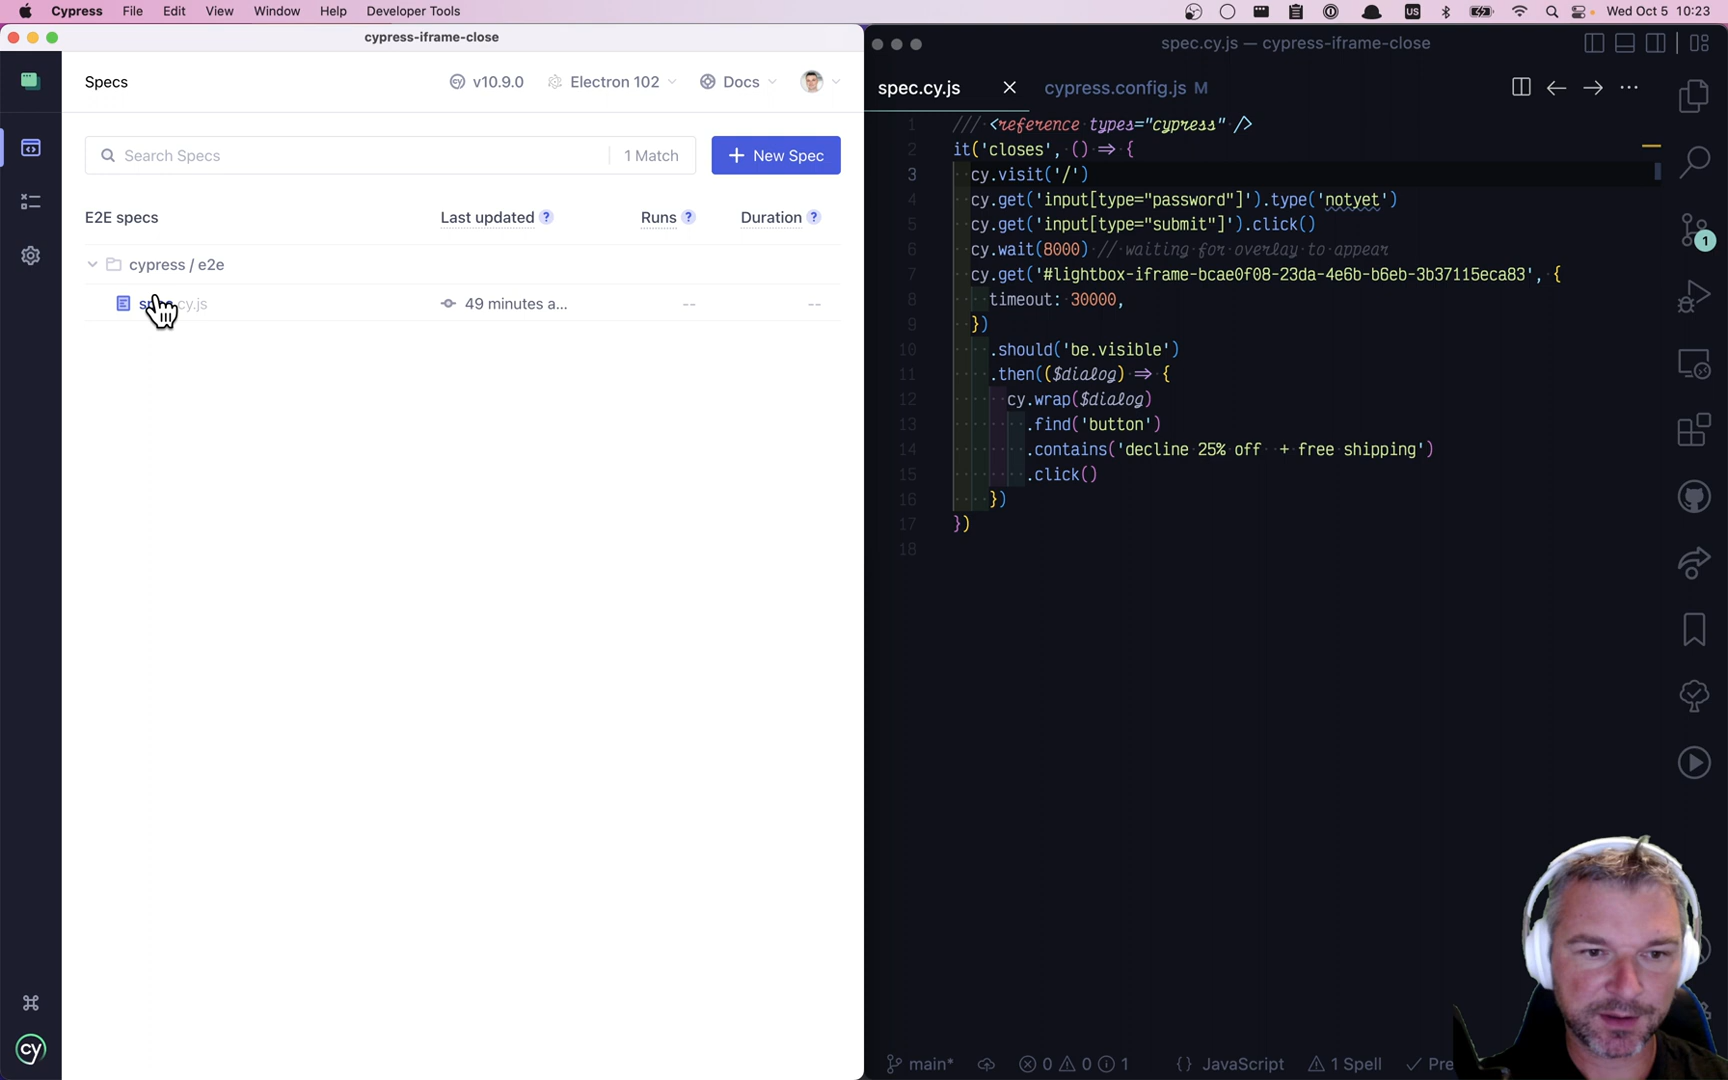 Cypress File Edit View Window Help Developer Tools US Wed Oct 5 10:23
cypress-iframe-close
Specs v10.9.0 Electron 102 Docs
Search Specs 1 Match New Spec
E2E specs Last updated ? Runs ? Duration ?
cypress / e2e
49 minutes a... -- --
cy
spec.cy.js — cypress-iframe-close
spec.cy.js cypress.config.js M
1 /// <reference types="cypress" />
2 it('closes', () => {
3 cy.visit('/')
4 cy.get('input[type="password"]').type('notyet')
5 cy.get('input[type="submit"]').click()
6 cy.wait(8000) // waiting for overlay to appear
7 cy.get('#lightbox-iframe-bcae0f08-23da-4e6b-b6eb-3b37115eca83', {
8 timeout: 30000,
9 })
10 .should('be.visible')
11 .then(($dialog) => {
12 cy.wrap($dialog)
13 .find('button')
14 .contains('decline 25% off  + free shipping')
15 .click()
16 })
17 })
18
1
main* 0 0 1 {} JavaScript 1 Spell Pre